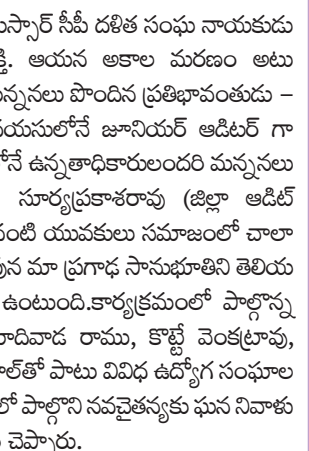 స్సార్ సీపీ దళిత సంఘ నాయకుడు
క్తి. ఆయన అకాల మరణం అటు
న్ననలు పొందిన ప్రతిభావంతుడు –
యసులోనే జూనియర్ ఆడిటర్ గా
లోనే ఉన్నతాధికారులందరి మన్ననలు
సూర్యప్రకాశరావు (జిల్లా ఆడిట్
వంటి యువకులు సమాజంలో చాలా
పున మా ప్రగాఢ సానుభూతిని తెలియ
ఉంటుంది.కార్యక్రమంలో పాల్గొన్న
గాదివాడ రాము, కొట్టే వెంకట్రావు,
పాల్‌తో పాటు వివిధ ఉద్యోగ సంఘాల
లో పాల్గొని నవచైతన్యకు ఘన నివాళు
చెప్పారు.